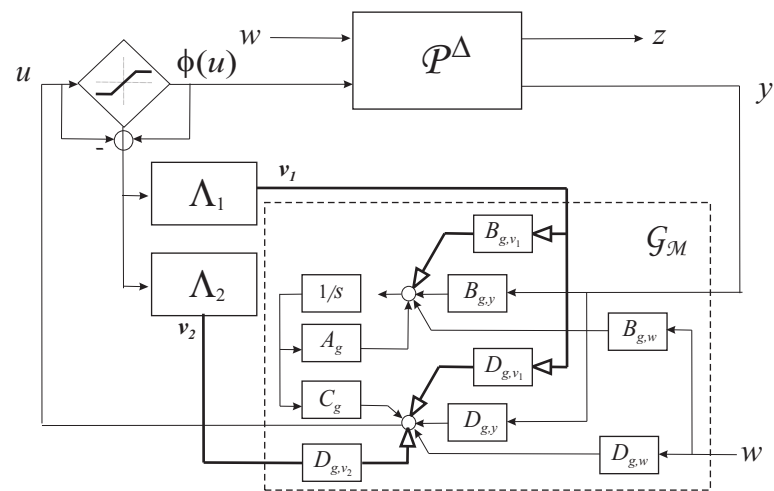 w
z
u
ϕ(u)
𝒫^Δ
y
-
Λ₁
v₁
B_{g,v₁}
𝒢_ℳ
Λ₂
1/s
B_{g,y}
v₂
A_g
B_{g,w}
D_{g,v₁}
C_g
D_{g,y}
D_{g,v₂}
D_{g,w}
w